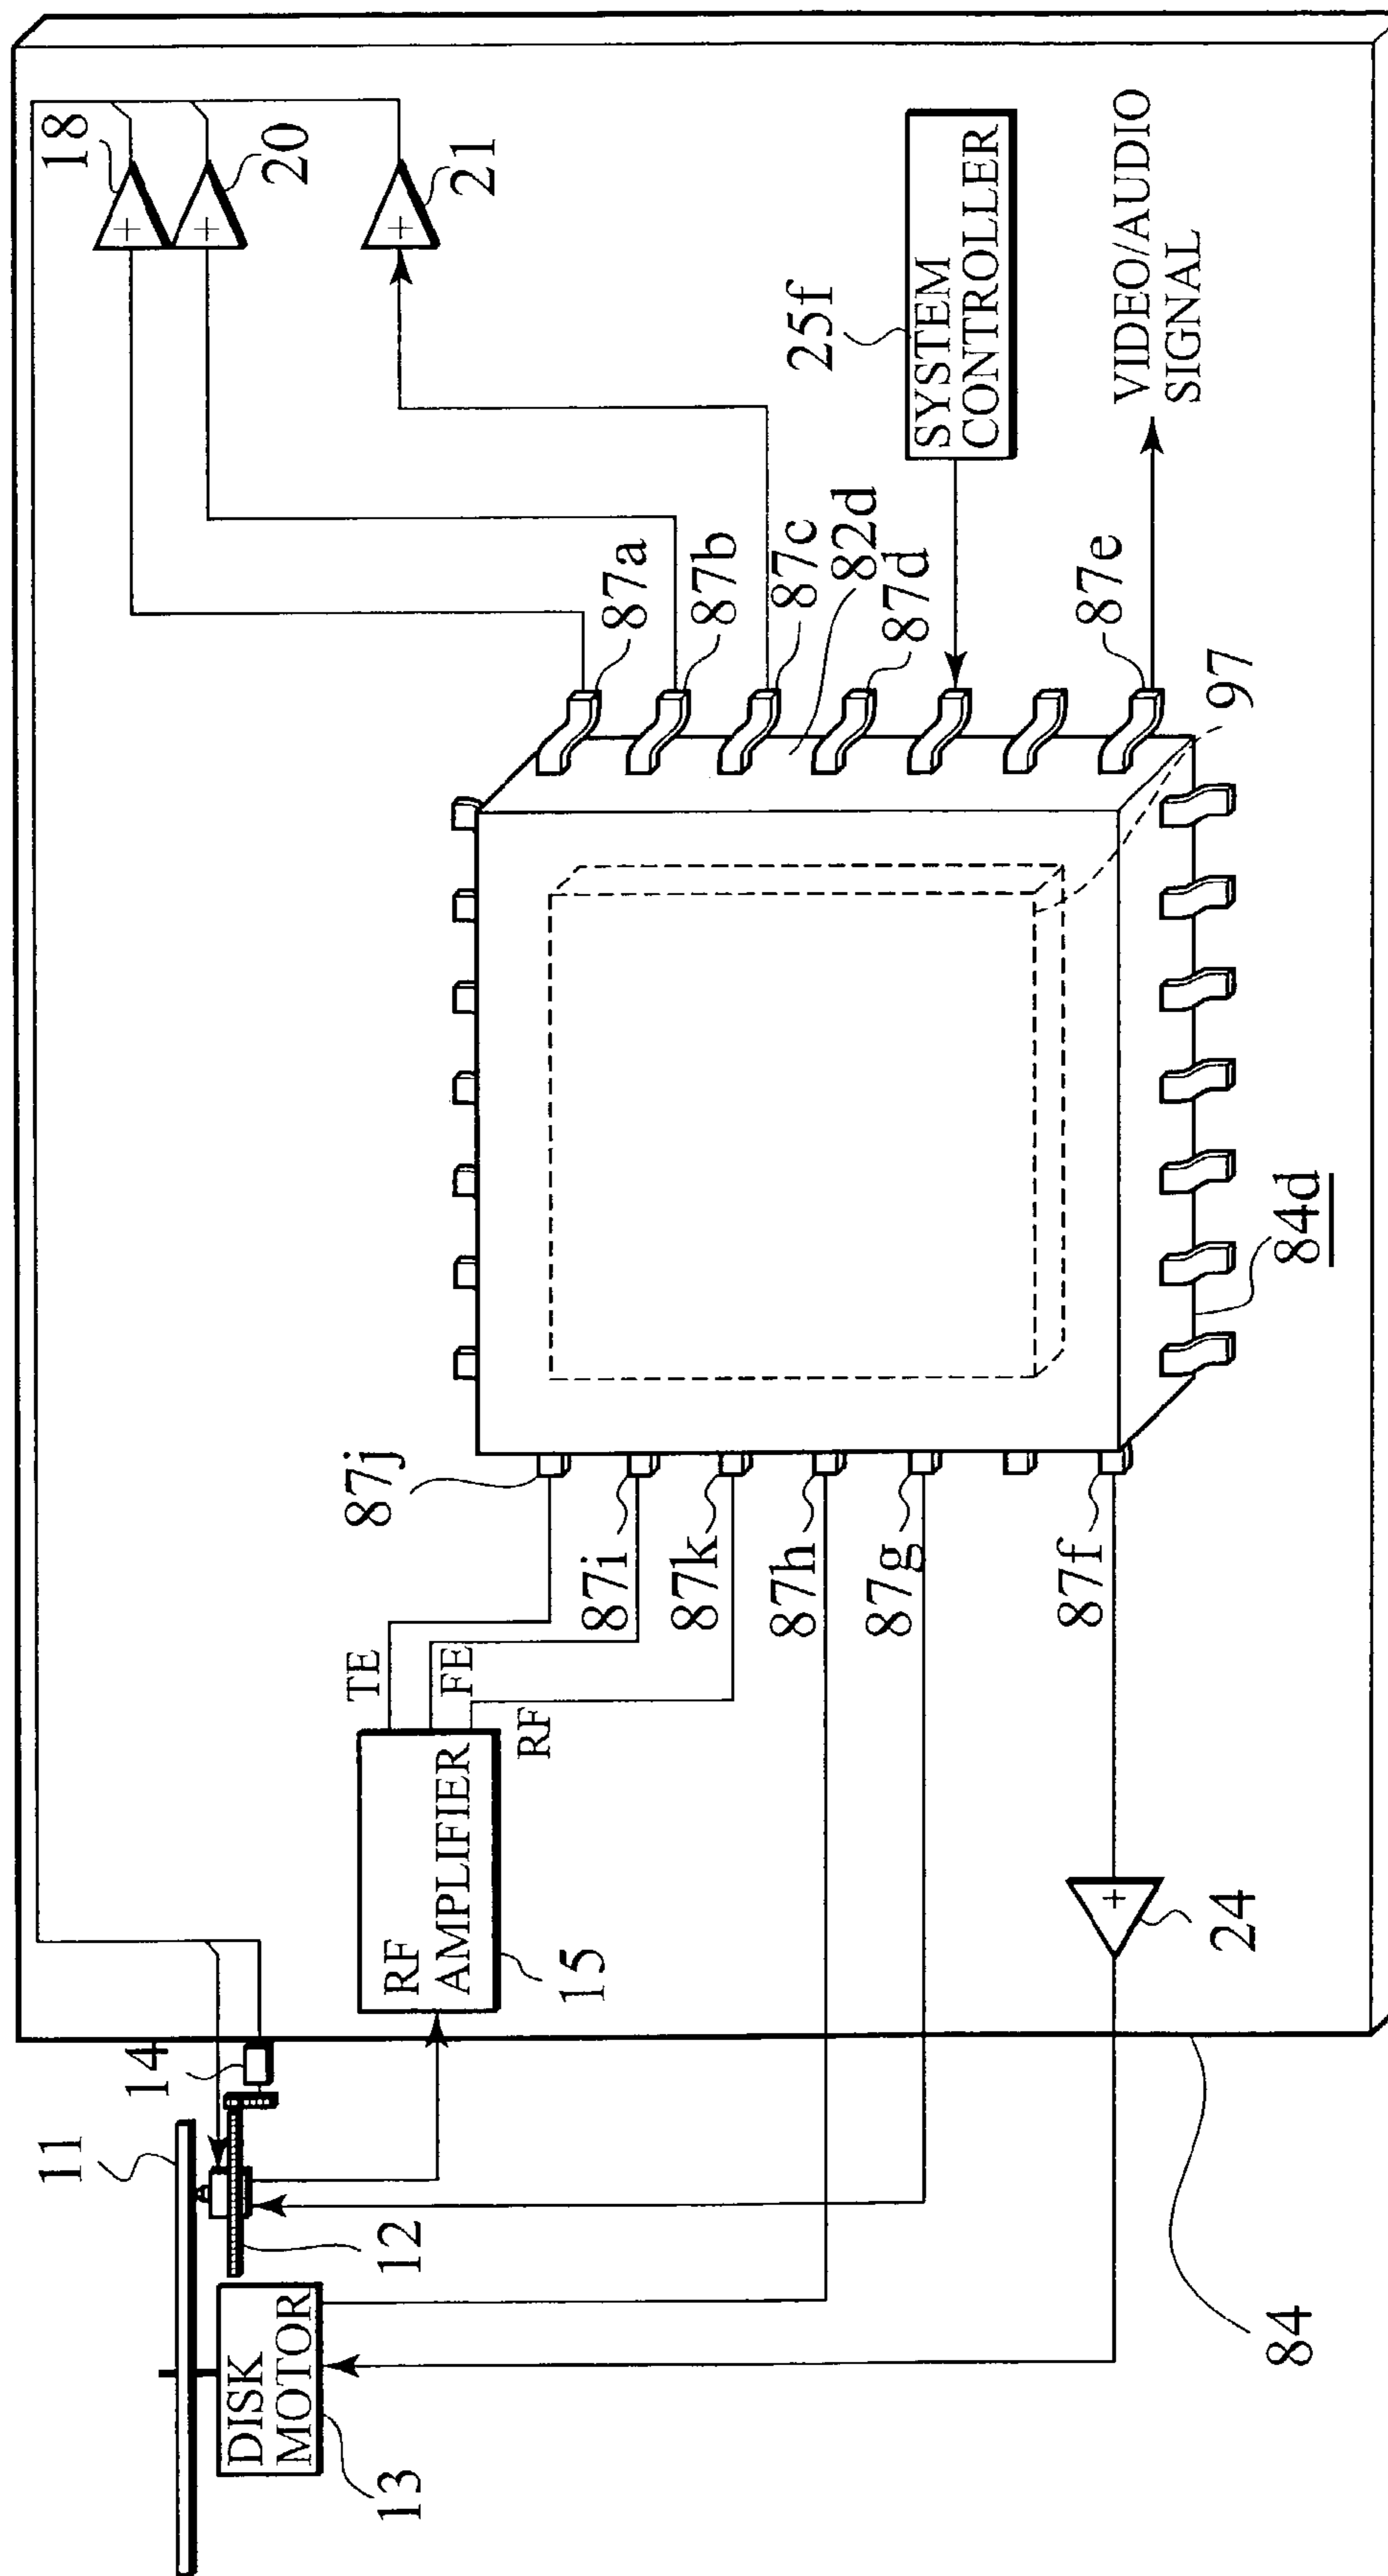 11
14
12
DISK
MOTOR
13
84
RF
AMPLIFIER
15
TE
FE
RF
24
87j
87i
87k
87h
87g
87f
84d
18
20
21
87a
87b
87c
82d
87d
87e
97
25f
SYSTEM
CONTROLLER
VIDEO/AUDIO
SIGNAL